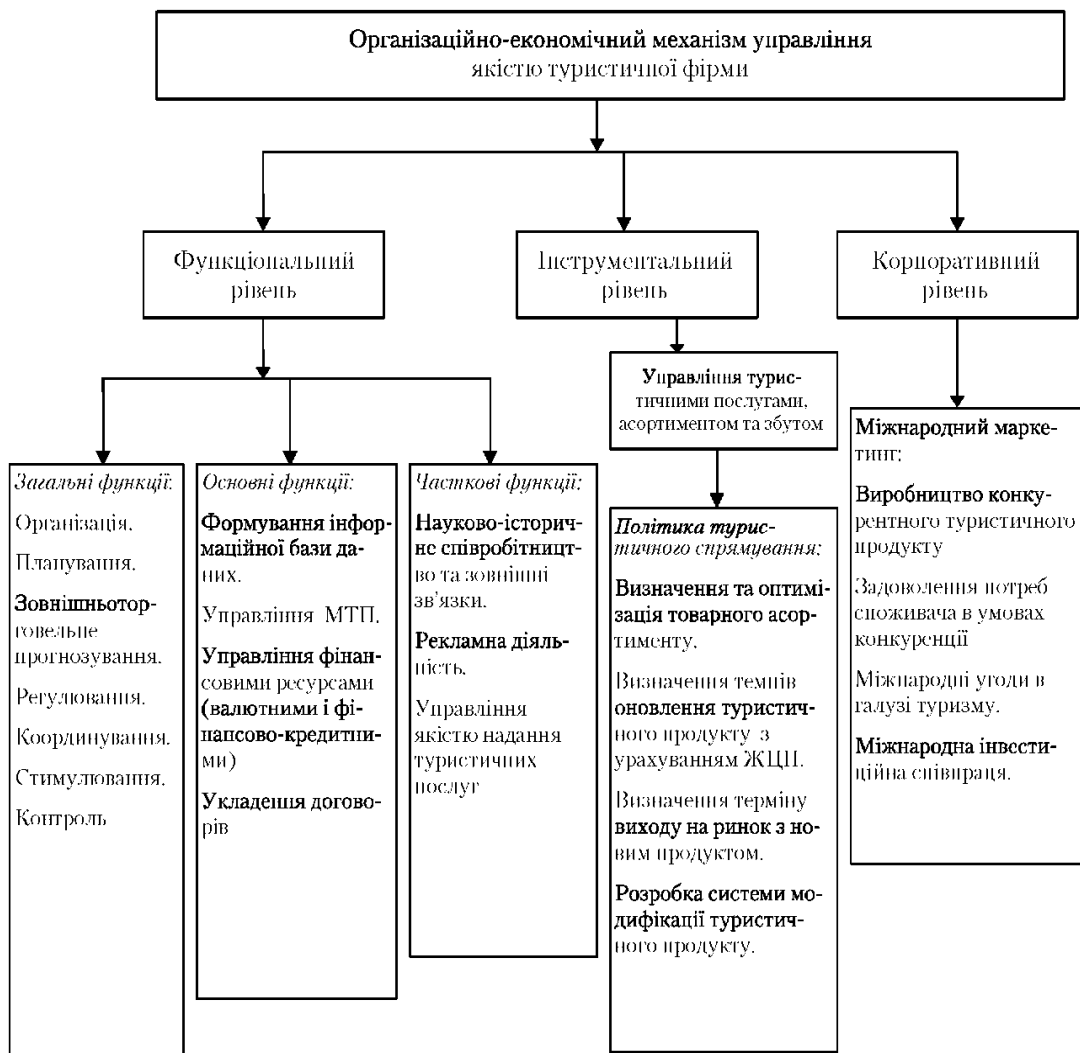 Організаційно-економічний механізм управління
якістю туристичної фірми
Функціональний
рівень
Інструментальний
рівень
Корпоративний
рівень
Загальні функції:
Організація.
Планування.
Зовнішньотор-
говельне
прогнозування.
Регулювання.
Координування.
Стимулювання.
Контроль
Основні функції:
Формування інфор-
маційної бази да-
них.
Управління МТП.
Управління фінан-
совими ресурсами
(валютними і фі-
нансово-кредитни-
ми)
Укладення догово-
рів
Часткові функції:
Науково-історич-
не співробітницт-
во та зовнішні
зв'язки.
Рекламна діяль-
ність.
Управління
якістю надання
туристичних
послуг
Управління турис-
тичними послугами,
асортиментом та збутом
Політика турис-
тичного спрямування:
Визначення та оптимі-
зація товарного асор-
тименту.
Визначення темпів
оновлення туристич-
ного продукту з
урахуванням ЖЦП.
Визначення терміну
виходу на ринок з но-
вим продуктом.
Розробка системи мо-
дифікації туристич-
ного продукту.
Міжнародний марке-
тинг;
Виробництво конку-
рентного туристичного
продукту
Задоволення потреб
споживача в умовах
конкуренції
Міжнародні угоди в
галузі туризму.
Міжнародна інвести-
ційна співпраця.